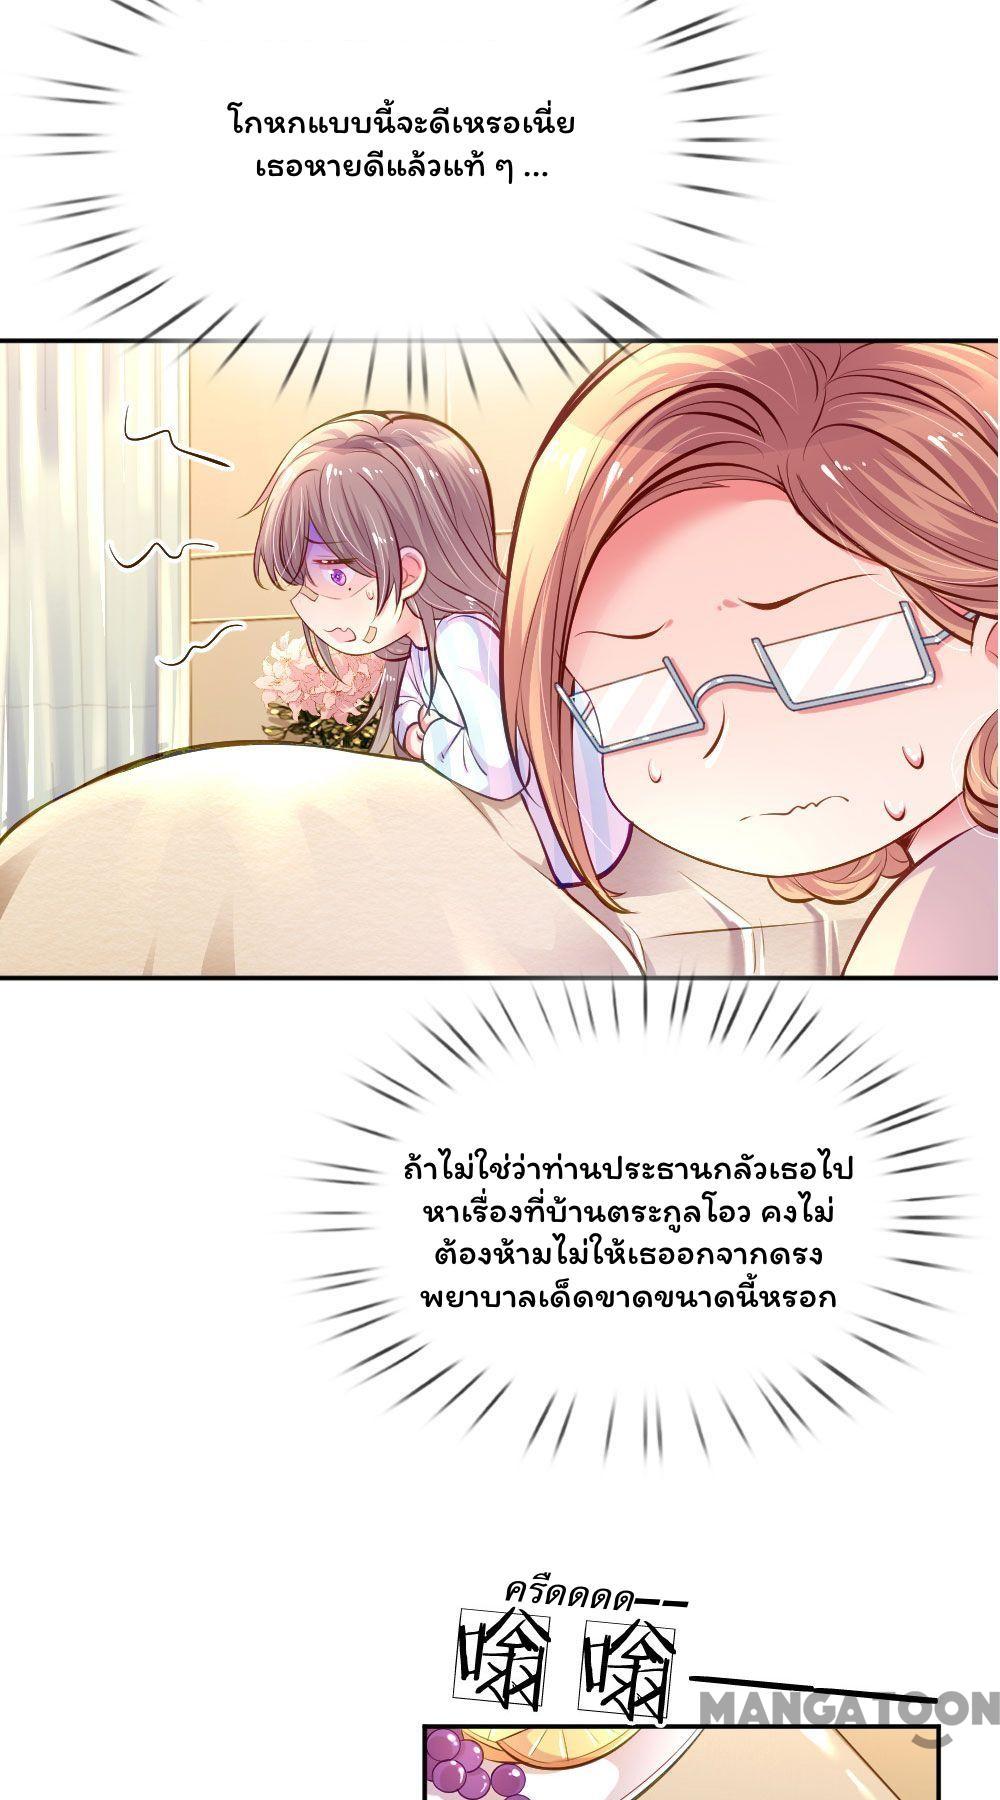 โกหกแบบนี้จะดีเหรอเนี่ย
เธอหายดีแล้วแท้ ๆ ...
ถ้าไม่ใช่ว่าท่านประธานกลัวเธอไป
หาเรื่องที่บ้านตระกูลโอว คงไม่
ต้องห้ามไม่ให้เธออกจากดรง
พยาบาลเด็ดขาดขนาดนี้หรอก
ครืดดดด--
嗡 嗡
MANGATOON